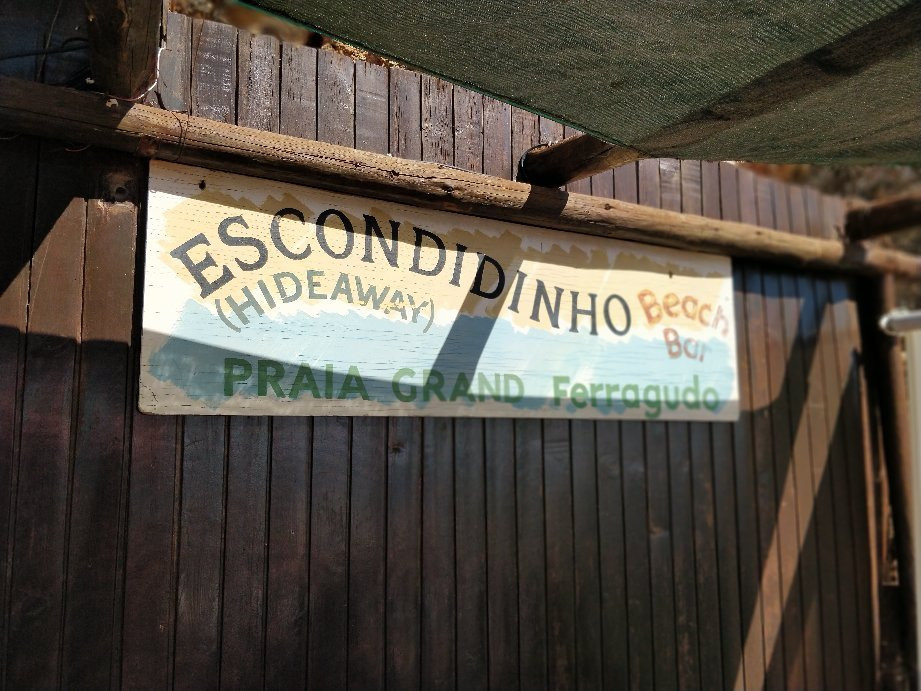 ESCONDIDINHO Beach
(HIDEAWAY) Bar
PRAIA GRAND Ferragudo